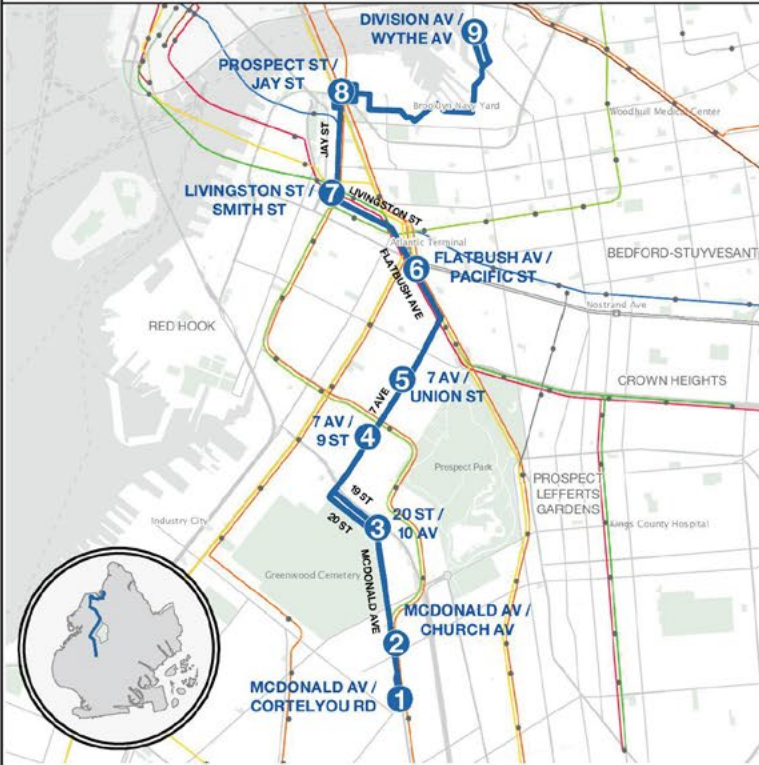 DIVISION AV /
WYTHE AV
9
PROSPECT ST /
JAY ST
8
Brooklyn Navy Yard
Woodhull Medical Center
JAY ST
LIVINGSTON ST /
SMITH ST
7
LIVINGSTON ST
Atlantic Terminal
FLATBUSH AV /
PACIFIC ST
6
BEDFORD-STUYVESANT
FLATBUSH AVE
Nostrand Ave
RED HOOK
5
7 AV /
UNION ST
CROWN HEIGHTS
7 AVE
7 AV /
9 ST
4
Prospect Park
PROSPECT
LEFFERTS
GARDENS
19 ST
20 ST
Industry City
3
20 ST /
10 AV
Kings County Hospital
Greenwood Cemetery
MCDONALD AVE
MCDONALD AV /
CHURCH AV
2
MCDONALD AV /
CORTELYOU RD
1